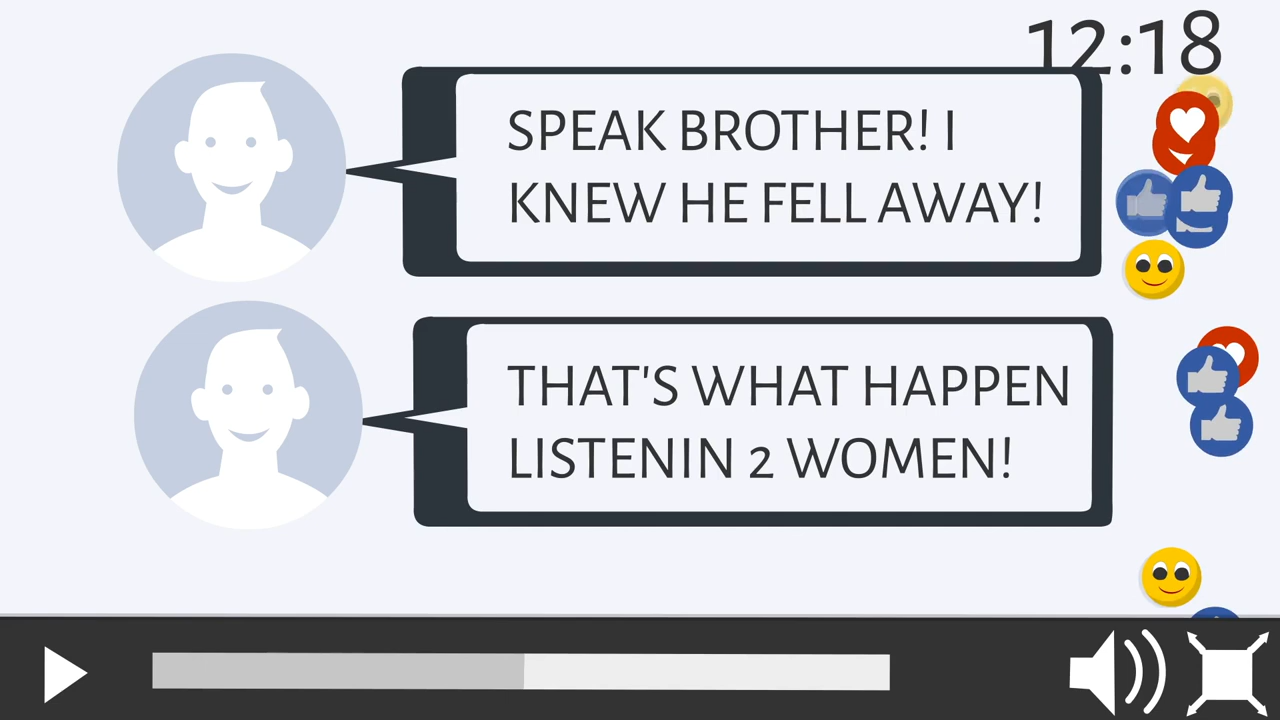 12:18
SPEAK BROTHER! I
KNEW HE FELL AWAY!
THAT'S WHAT HAPPEN
LISTENIN 2 WOMEN!